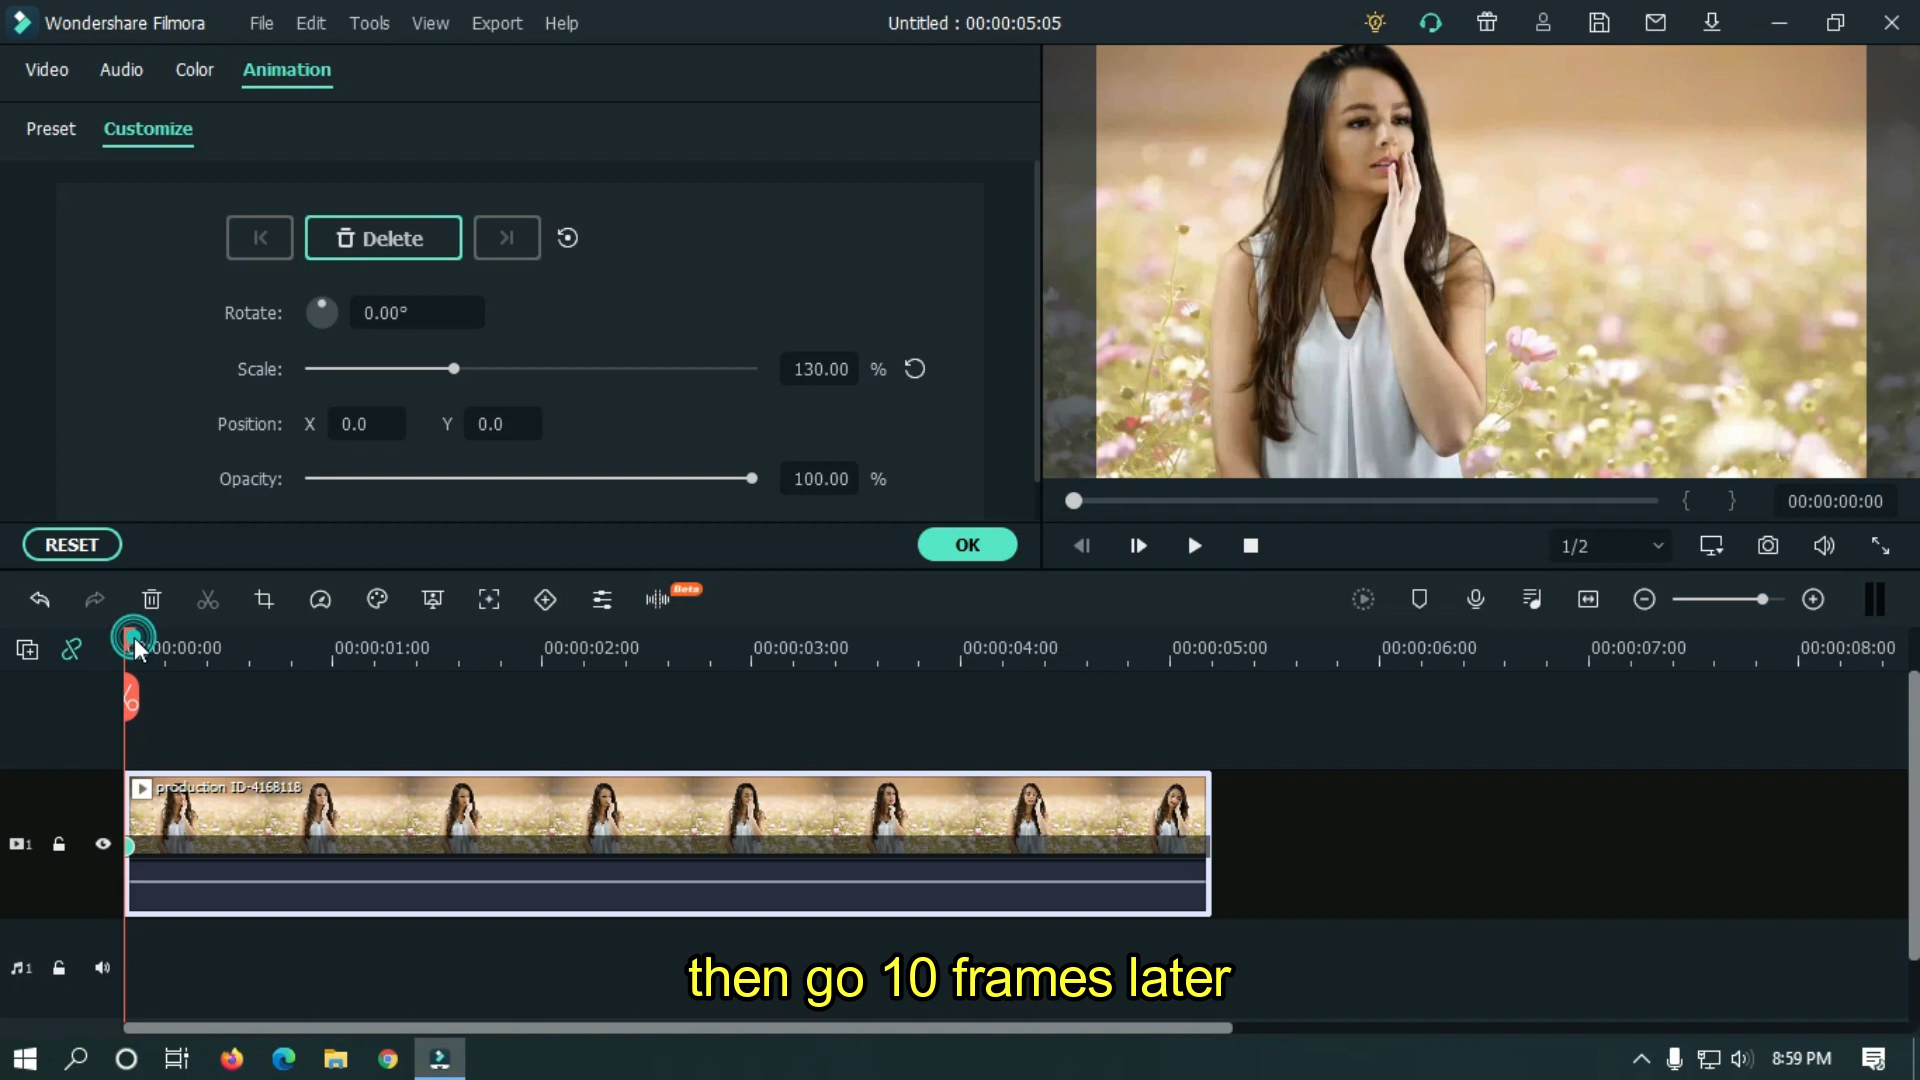 Wondershare Filmora File Edit Tools View Export Help Untitled : 00:00:05:05
Video Audio Color Animation
Preset Customize
Delete
Rotate: 0.00°
Scale: 130.00 %
Position: X 0.0 Y 0.0
Opacity: 100.00 %
{ } 00:00:00:00
RESET OK
1/2
Beta
00:00:00 00:00:01:00 00:00:02:00 00:00:03:00 00:00:04:00 00:00:05:00 00:00:06:00 00:00:07:00 00:00:08:00
production ID-4168118
1
1
then go 10 frames later
8:59 PM